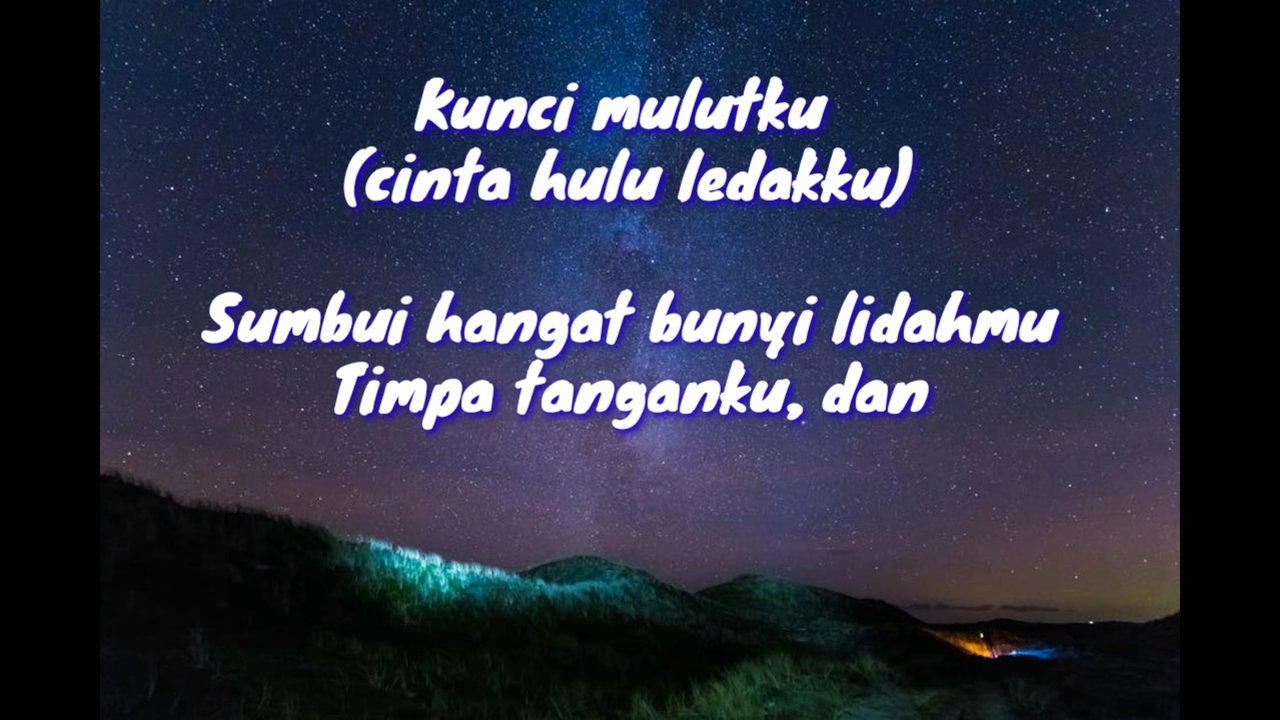 Kunci mulutku
(cinta hulu ledakku)
Sumbui hangat bunyi lidahmu
Timpa tanganku, dan